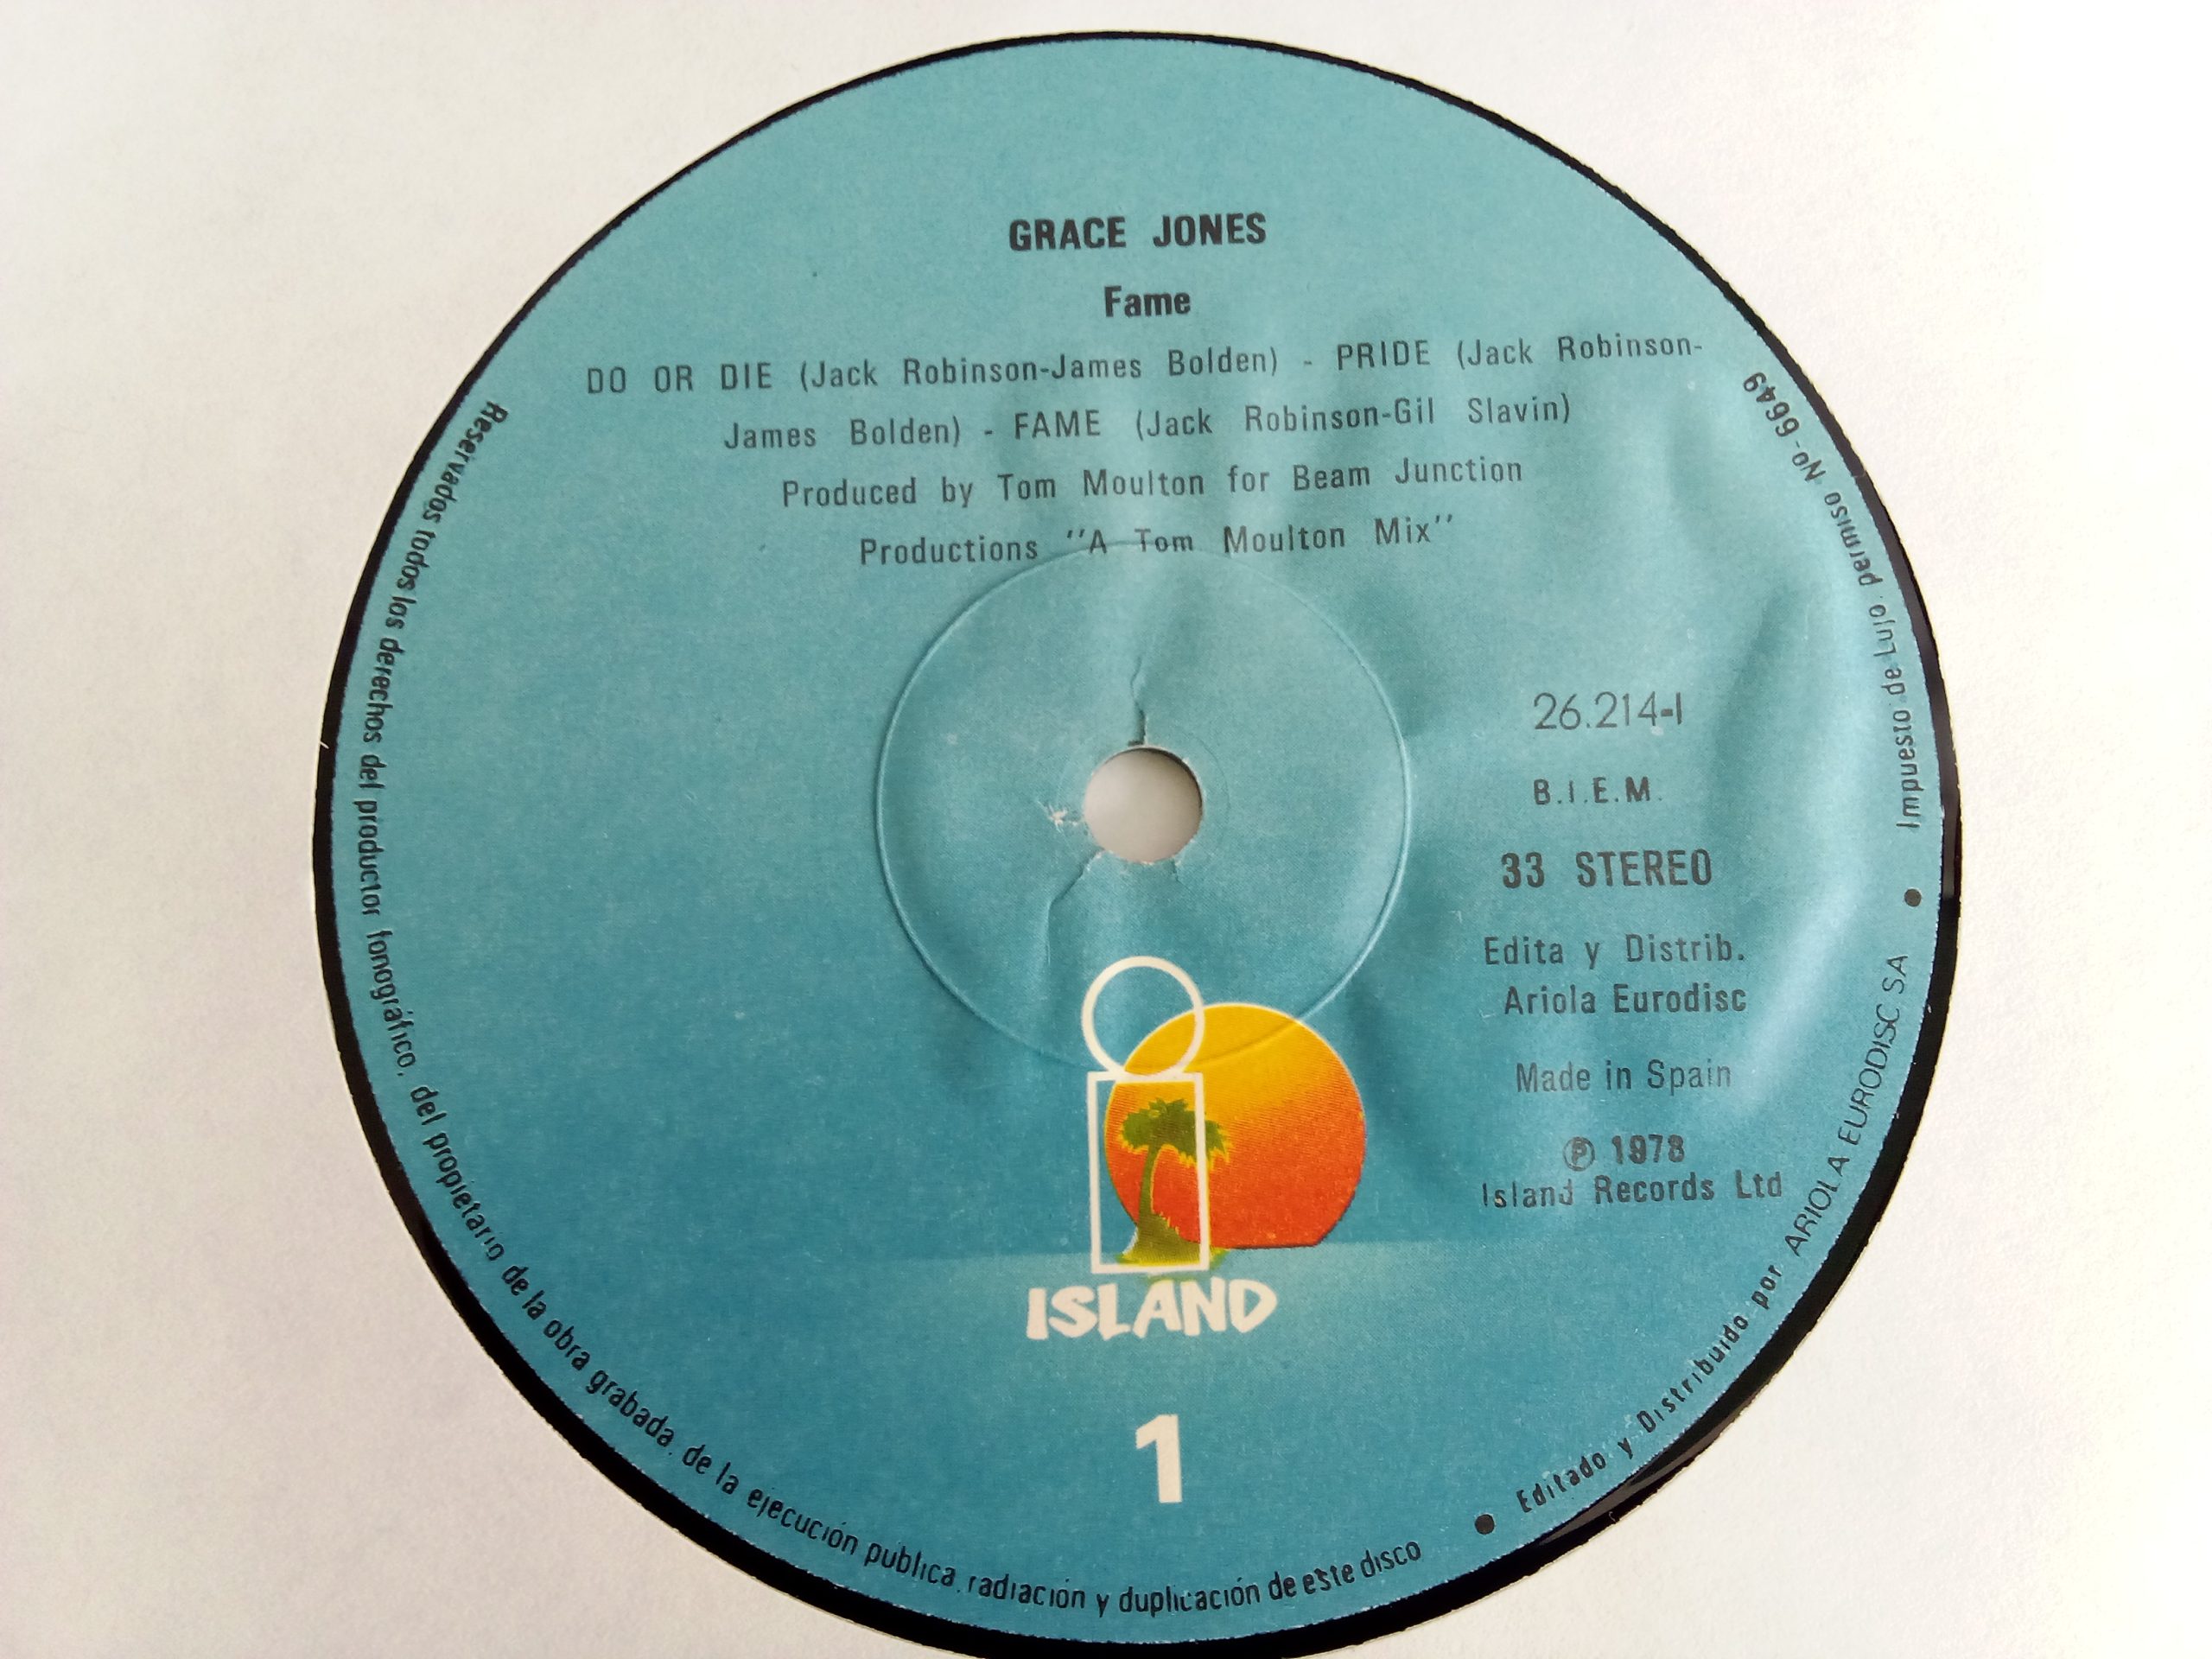 GRACE JONES
Fame
DO OR DIE (Jack Robinson-James Bolden) - PRIDE (Jack Robinson-
James Bolden) - FAME (Jack Robinson-Gil Slavin)
Produced by Tom Moulton for Beam Junction
Productions "A Tom Moulton Mix"
26.214-I
B.I.E.M.
33 STEREO
Edita y Distrib.
Ariola Eurodisc
Made in Spain
℗ 1978
Island Records Ltd
ISLAND
1
Reservados todos los derechos del productor fonográfico, del propietario de la obra grabada, de la ejecución publica, radiación y duplicación de este disco
• Editado y Distribuido por ARIOLA EURODISC, S.A. • Impuesto de Lujo, permiso No-6649